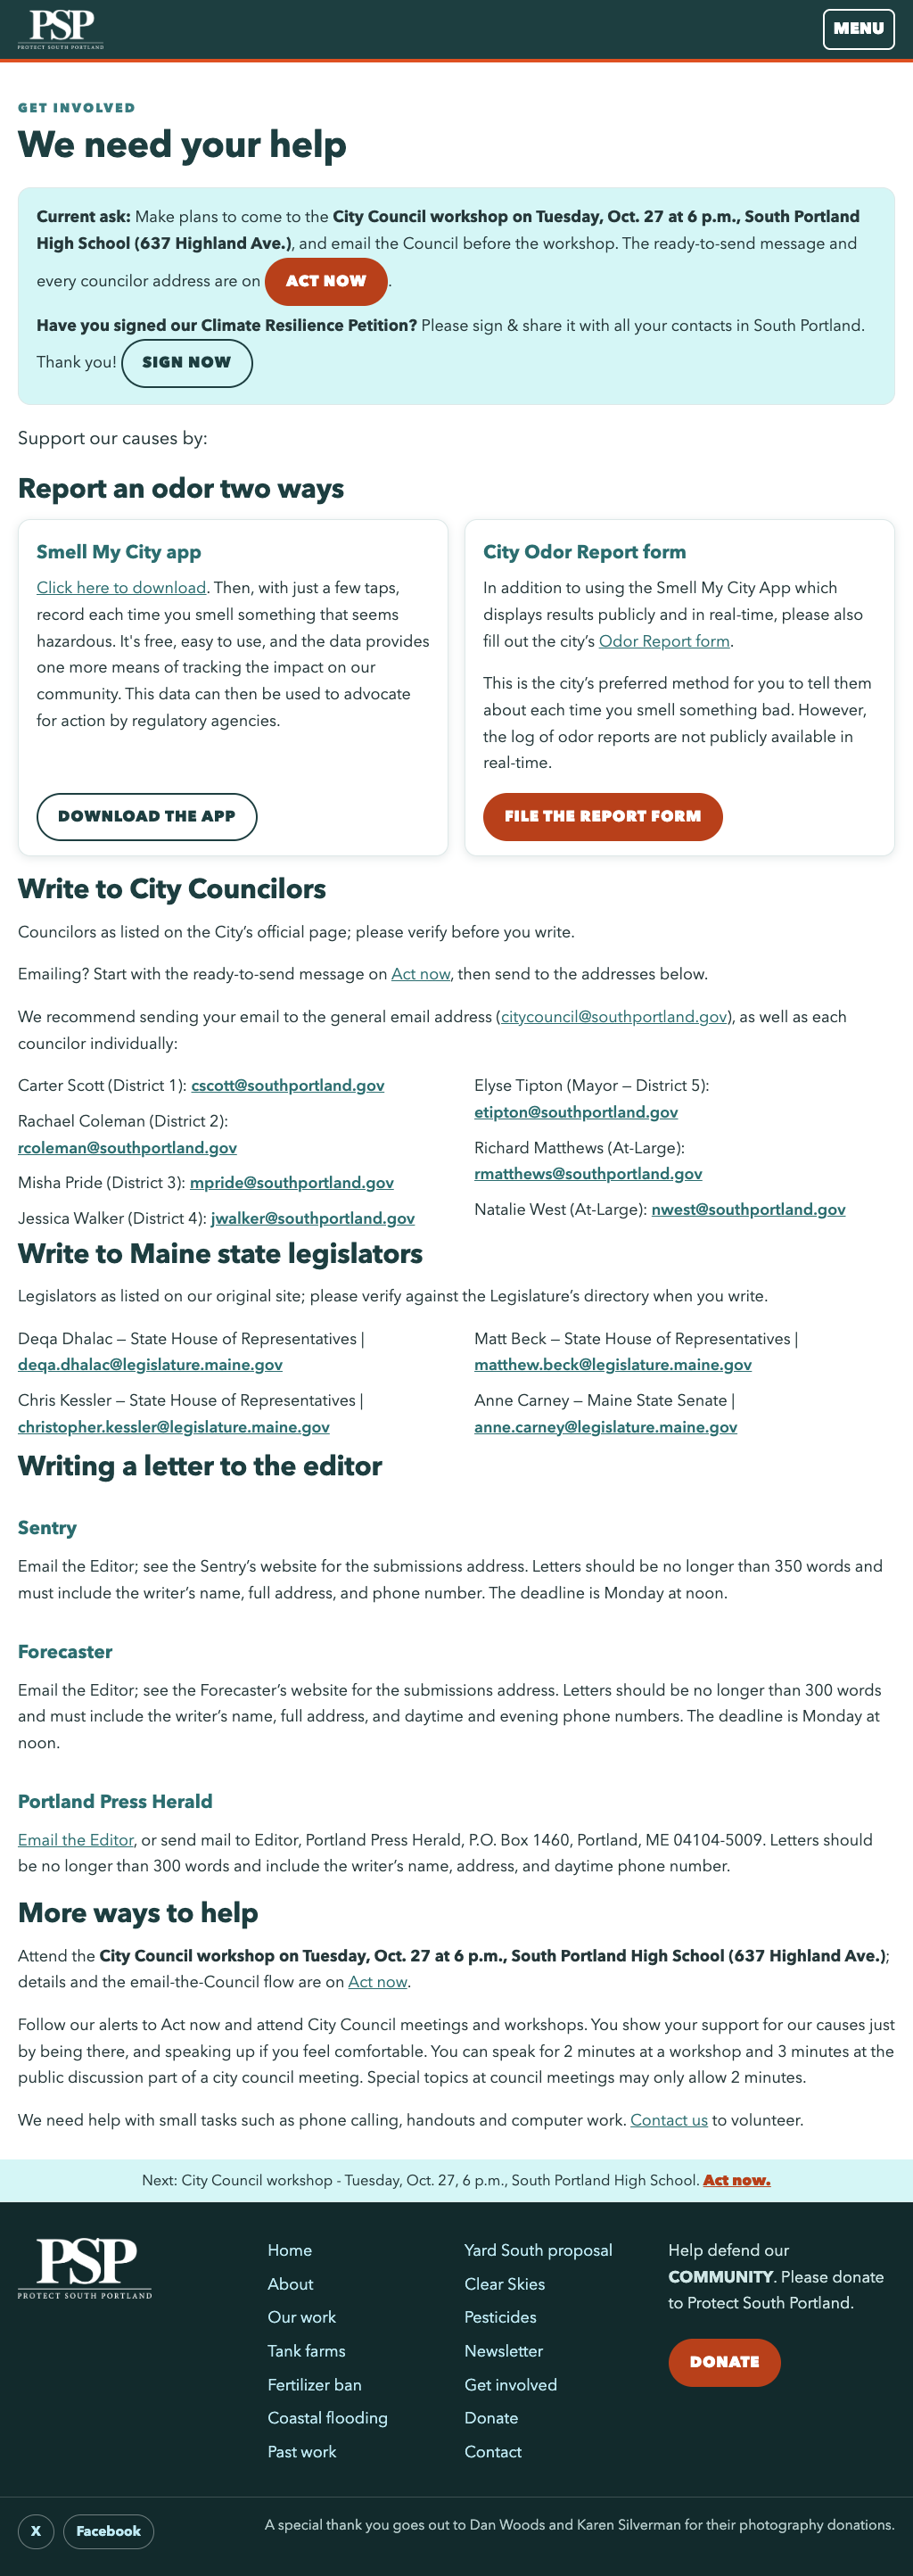 PSP
PROTECT SOUTH PORTLAND
MENU
GET INVOLVED
We need your help
Current ask: Make plans to come to the City Council workshop on Tuesday, Oct. 27 at 6 p.m., South Portland
High School (637 Highland Ave.), and email the Council before the workshop. The ready-to-send message and
every councilor address are on ACT NOW.
Have you signed our Climate Resilience Petition? Please sign & share it with all your contacts in South Portland.
Thank you! SIGN NOW
Support our causes by:
Report an odor two ways
Smell My City app
Click here to download. Then, with just a few taps,
record each time you smell something that seems
hazardous. It's free, easy to use, and the data provides
one more means of tracking the impact on our
community. This data can then be used to advocate
for action by regulatory agencies.
DOWNLOAD THE APP
City Odor Report form
In addition to using the Smell My City App which
displays results publicly and in real-time, please also
fill out the city’s Odor Report form.
This is the city’s preferred method for you to tell them
about each time you smell something bad. However,
the log of odor reports are not publicly available in
real-time.
FILE THE REPORT FORM
Write to City Councilors
Councilors as listed on the City’s official page; please verify before you write.
Emailing? Start with the ready-to-send message on Act now, then send to the addresses below.
We recommend sending your email to the general email address (citycouncil@southportland.gov), as well as each
councilor individually:
Carter Scott (District 1): cscott@southportland.gov
Rachael Coleman (District 2):
rcoleman@southportland.gov
Misha Pride (District 3): mpride@southportland.gov
Jessica Walker (District 4): jwalker@southportland.gov
Elyse Tipton (Mayor – District 5):
etipton@southportland.gov
Richard Matthews (At-Large):
rmatthews@southportland.gov
Natalie West (At-Large): nwest@southportland.gov
Write to Maine state legislators
Legislators as listed on our original site; please verify against the Legislature’s directory when you write.
Deqa Dhalac – State House of Representatives |
deqa.dhalac@legislature.maine.gov
Chris Kessler – State House of Representatives |
christopher.kessler@legislature.maine.gov
Matt Beck – State House of Representatives |
matthew.beck@legislature.maine.gov
Anne Carney – Maine State Senate |
anne.carney@legislature.maine.gov
Writing a letter to the editor
Sentry
Email the Editor; see the Sentry’s website for the submissions address. Letters should be no longer than 350 words and
must include the writer’s name, full address, and phone number. The deadline is Monday at noon.
Forecaster
Email the Editor; see the Forecaster’s website for the submissions address. Letters should be no longer than 300 words
and must include the writer’s name, full address, and daytime and evening phone numbers. The deadline is Monday at
noon.
Portland Press Herald
Email the Editor, or send mail to Editor, Portland Press Herald, P.O. Box 1460, Portland, ME 04104-5009. Letters should
be no longer than 300 words and include the writer’s name, address, and daytime phone number.
More ways to help
Attend the City Council workshop on Tuesday, Oct. 27 at 6 p.m., South Portland High School (637 Highland Ave.);
details and the email-the-Council flow are on Act now.
Follow our alerts to Act now and attend City Council meetings and workshops. You show your support for our causes just
by being there, and speaking up if you feel comfortable. You can speak for 2 minutes at a workshop and 3 minutes at the
public discussion part of a city council meeting. Special topics at council meetings may only allow 2 minutes.
We need help with small tasks such as phone calling, handouts and computer work. Contact us to volunteer.
Next: City Council workshop - Tuesday, Oct. 27, 6 p.m., South Portland High School. Act now.
PSP
PROTECT SOUTH PORTLAND
Home
About
Our work
Tank farms
Fertilizer ban
Coastal flooding
Past work
Yard South proposal
Clear Skies
Pesticides
Newsletter
Get involved
Donate
Contact
Help defend our
COMMUNITY. Please donate
to Protect South Portland.
DONATE
X
Facebook
A special thank you goes out to Dan Woods and Karen Silverman for their photography donations.